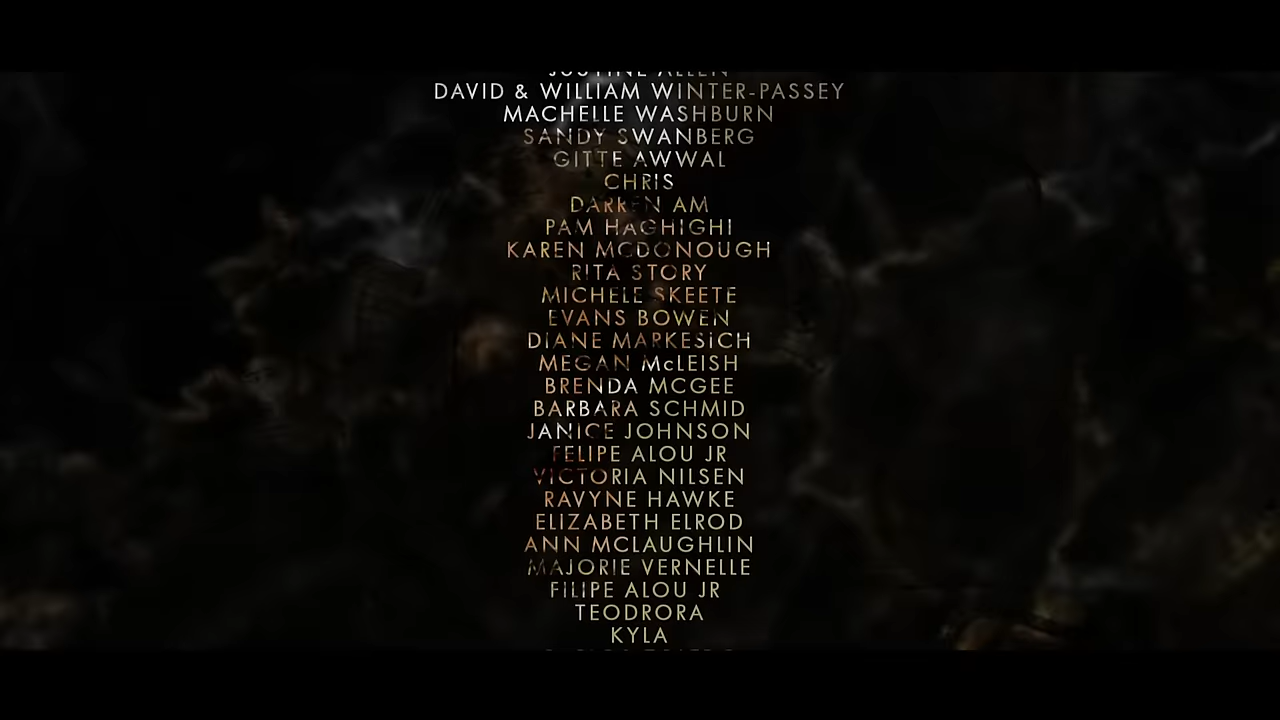 JUSTINE ALLEN
DAVID & WILLIAM WINTER-PASSEY
MACHELLE WASHBURN
SANDY SWANBERG
GITTE AWWAL
CHRIS
DARREN AM
PAM HAGHIGHI
KAREN MCDONOUGH
RITA STORY
MICHELE SKEETE
EVANS BOWEN
DIANE MARKESICH
MEGAN McLEISH
BRENDA MCGEE
BARBARA SCHMID
JANICE JOHNSON
FELIPE ALOU JR
VICTORIA NILSEN
RAVYNE HAWKE
ELIZABETH ELROD
ANN MCLAUGHLIN
MAJORIE VERNELLE
FILIPE ALOU JR
TEODRORA
KYLA